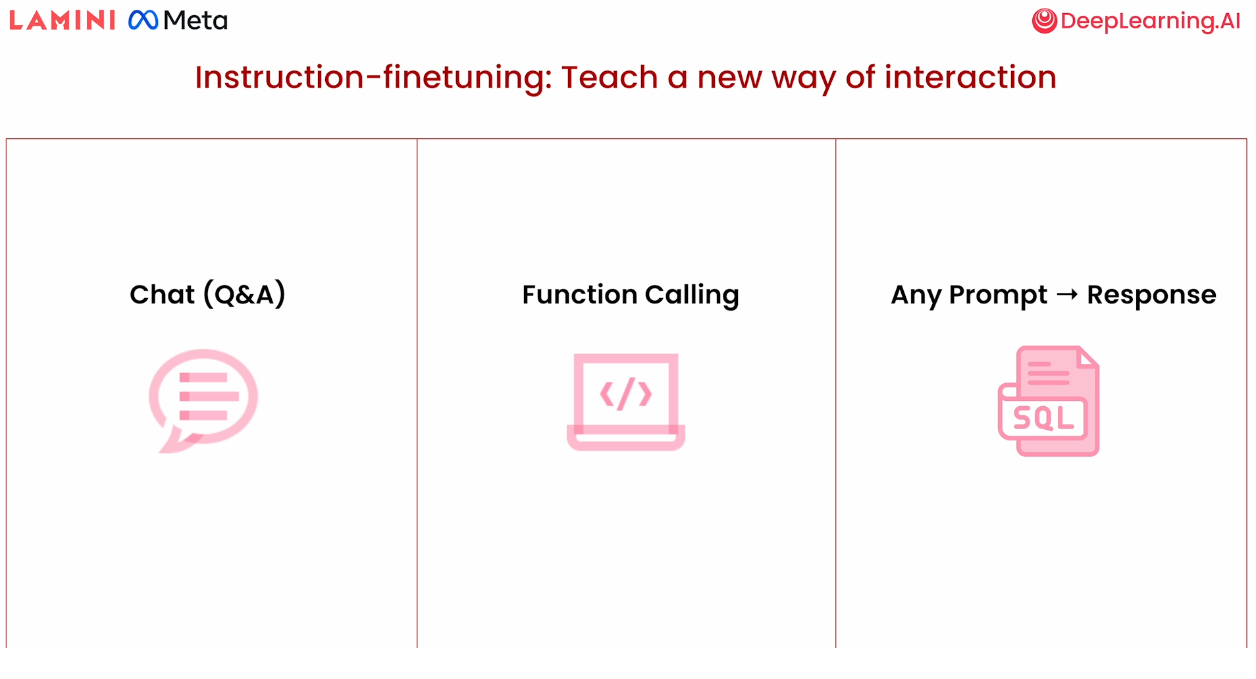 LAMINI Meta
DeepLearning.AI
Instruction-finetuning: Teach a new way of interaction
Chat (Q&A)
Function Calling
Any Prompt → Response
</>
SQL